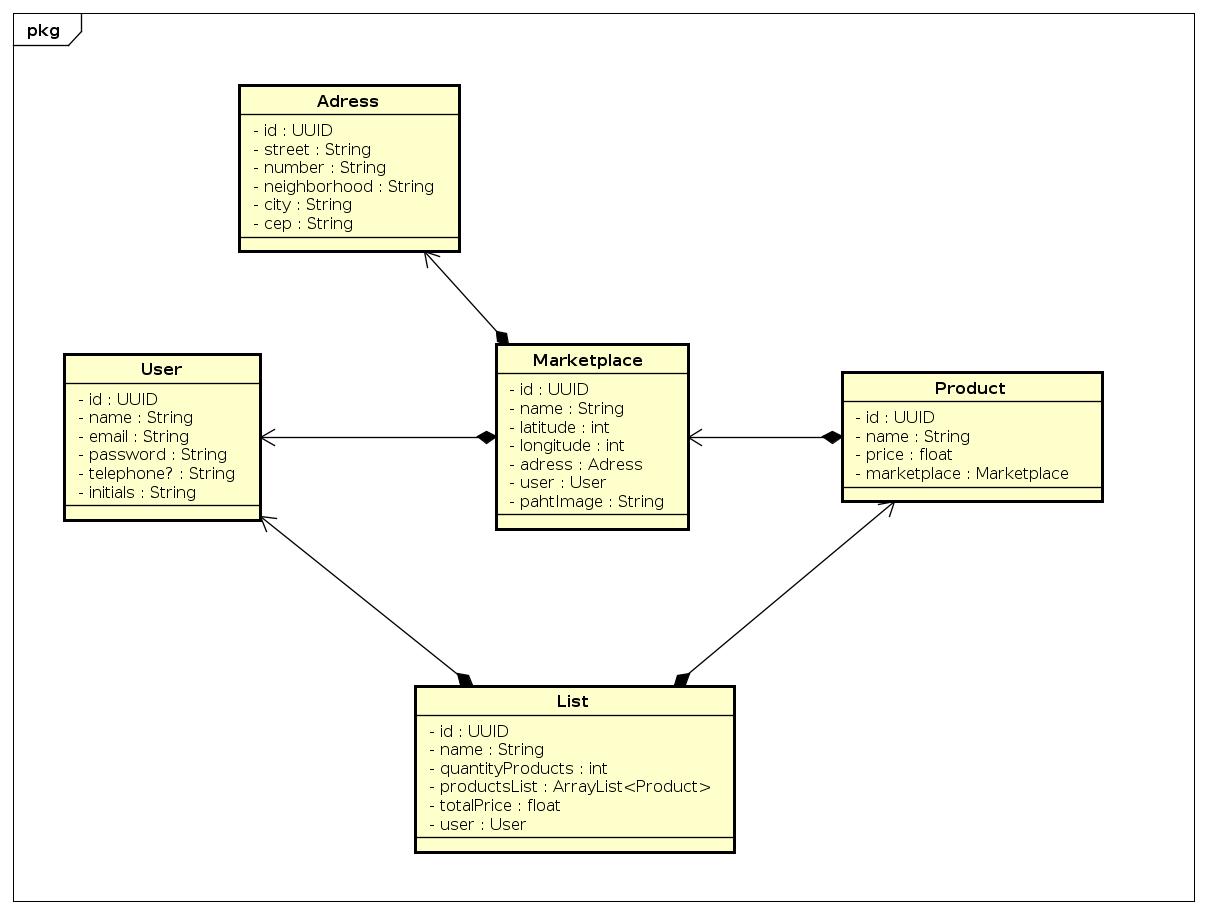 pkg
Adress
- id : UUID
- street : String
- number : String
- neighborhood : String
- city : String
- cep : String
User
- id : UUID
- name : String
- email : String
- password : String
- telephone? : String
- initials : String
Marketplace
- id : UUID
- name : String
- latitude : int
- longitude : int
- adress : Adress
- user : User
- pahtImage : String
Product
- id : UUID
- name : String
- price : float
- marketplace : Marketplace
List
- id : UUID
- name : String
- quantityProducts : int
- productsList : ArrayList<Product>
- totalPrice : float
- user : User